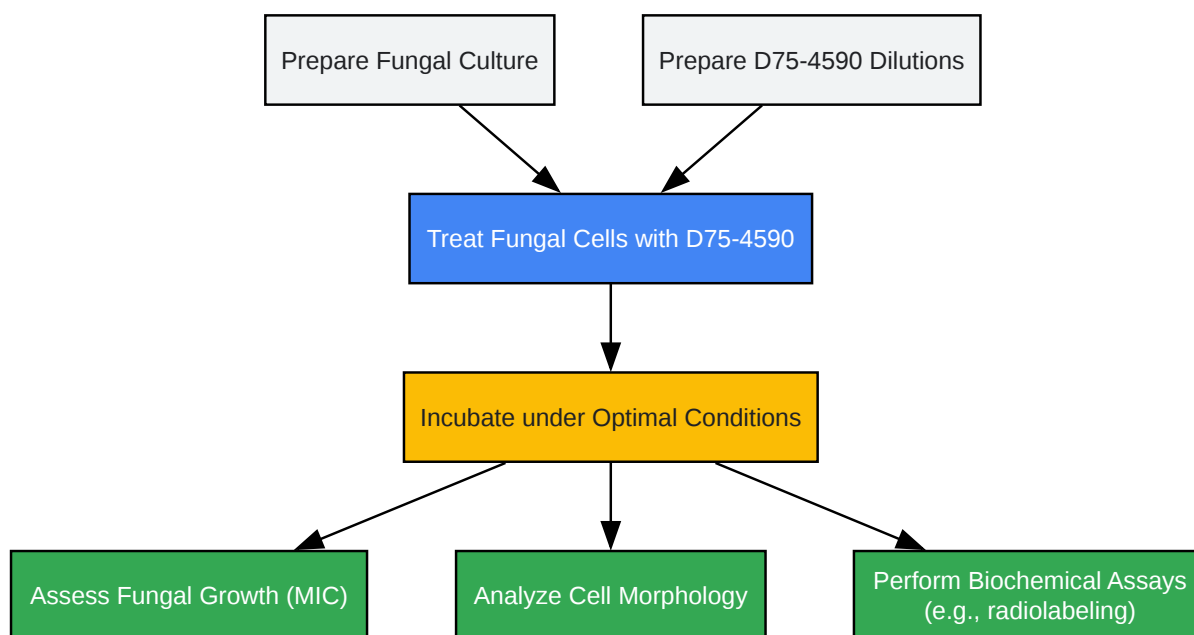 Prepare Fungal Culture
Prepare D75-4590 Dilutions
Treat Fungal Cells with D75-4590
Incubate under Optimal Conditions
Assess Fungal Growth (MIC)
Analyze Cell Morphology
Perform Biochemical Assays
(e.g., radiolabeling)